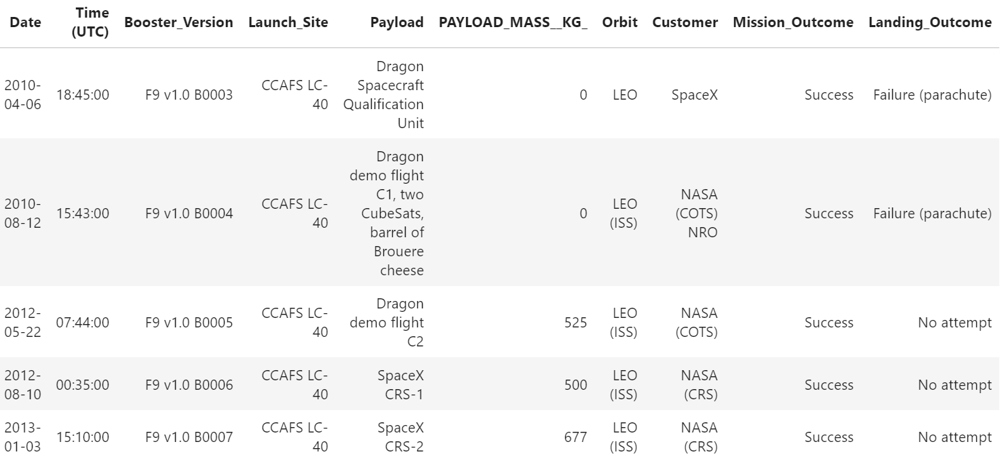 Date Time (UTC) Booster_Version Launch_Site Payload PAYLOAD_MASS__KG_ Orbit Customer Mission_Outcome Landing_Outcome
2010-04-06 18:45:00 F9 v1.0 B0003 CCAFS LC-40 Dragon Spacecraft Qualification Unit 0 LEO SpaceX Success Failure (parachute)
2010-08-12 15:43:00 F9 v1.0 B0004 CCAFS LC-40 Dragon demo flight C1, two CubeSats, barrel of Brouere cheese 0 LEO (ISS) NASA (COTS) NRO Success Failure (parachute)
2012-05-22 07:44:00 F9 v1.0 B0005 CCAFS LC-40 Dragon demo flight C2 525 LEO (ISS) NASA (COTS) Success No attempt
2012-08-10 00:35:00 F9 v1.0 B0006 CCAFS LC-40 SpaceX CRS-1 500 LEO (ISS) NASA (CRS) Success No attempt
2013-01-03 15:10:00 F9 v1.0 B0007 CCAFS LC-40 SpaceX CRS-2 677 LEO (ISS) NASA (CRS) Success No attempt